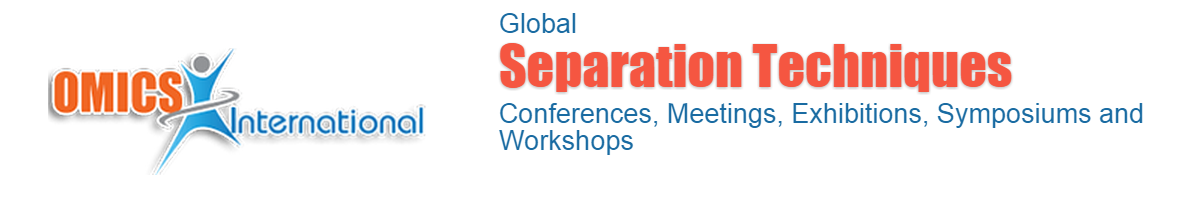 OMICS
International
Global
Separation Techniques
Conferences, Meetings, Exhibitions, Symposiums and
Workshops